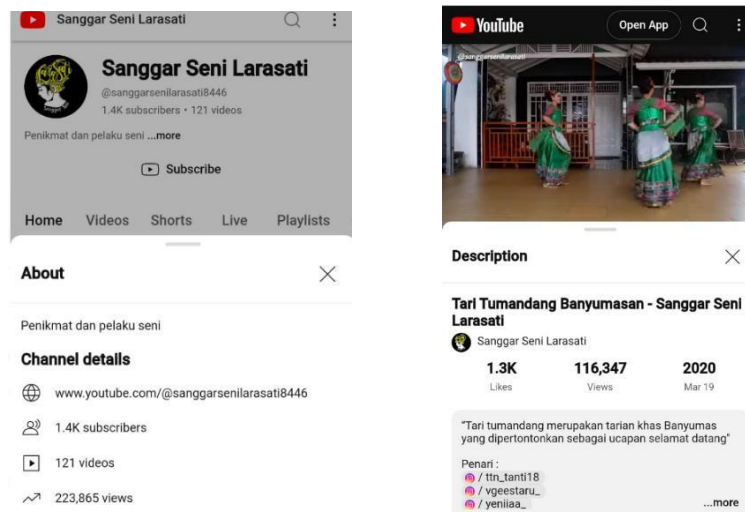 Sanggar Seni Larasati
Sanggar Seni Larasati
@sanggarsenilarasati8446
1.4K subscribers • 121 videos
Penikmat dan pelaku seni ...more
Subscribe
Home Videos Shorts Live Playlists
About
Penikmat dan pelaku seni
Channel details
www.youtube.com/@sanggarsenilarasati8446
1.4K subscribers
121 videos
223,865 views
YouTube
Open App
@sanggarsenilarasati
Description
Tari Tumandang Banyumasan - Sanggar Seni
Larasati
Sanggar Seni Larasati
1.3K 116,347 2020
Likes Views Mar 19
"Tari tumandang merupakan tarian khas Banyumas
yang dipertontonkan sebagai ucapan selamat datang"
Penari :
/ ttn_tanti18
/ vgeestaru_
/ yeniiaa_
...more